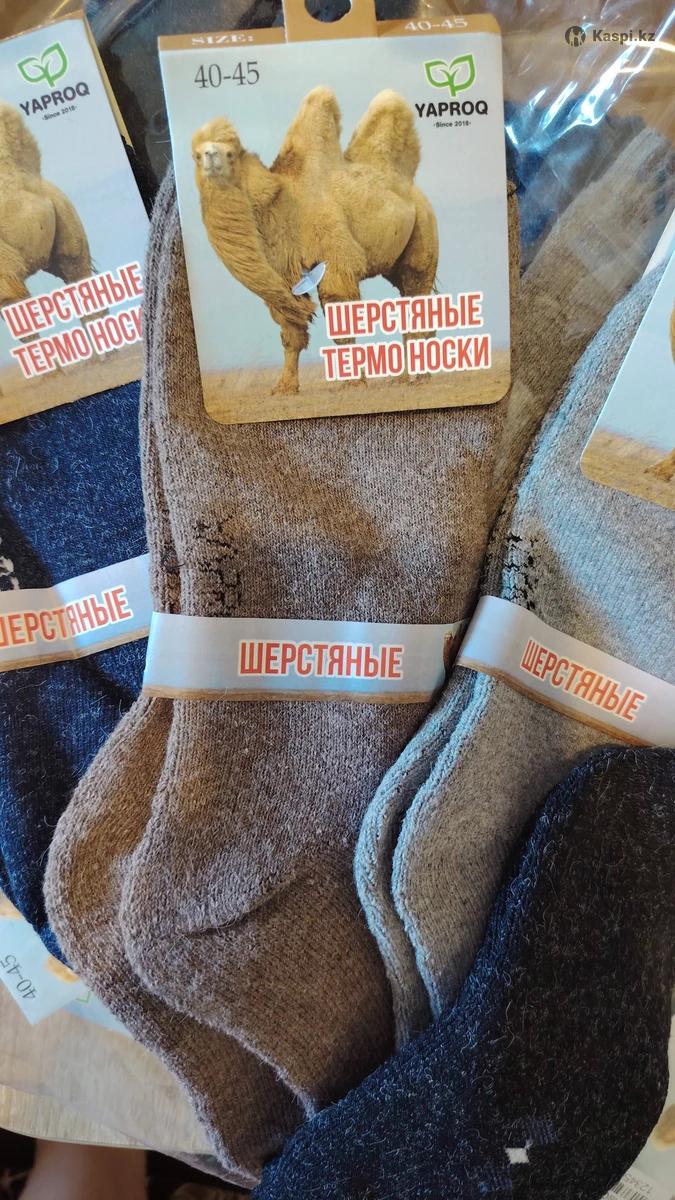 Kaspi.kz
SIZE:
40-45
40-45
YAPROQ
-Since 2018-
ШЕРСТЯНЫЕ
ТЕРМО НОСКИ
ШЕРСТЯНЫЕ
YAPROQ
-Since 2018-
ШЕРСТЯНЫЕ
ТЕРМО НОСКИ
ШЕРСТЯНЫЕ
ШЕРСТЯНЫЕ
40-45